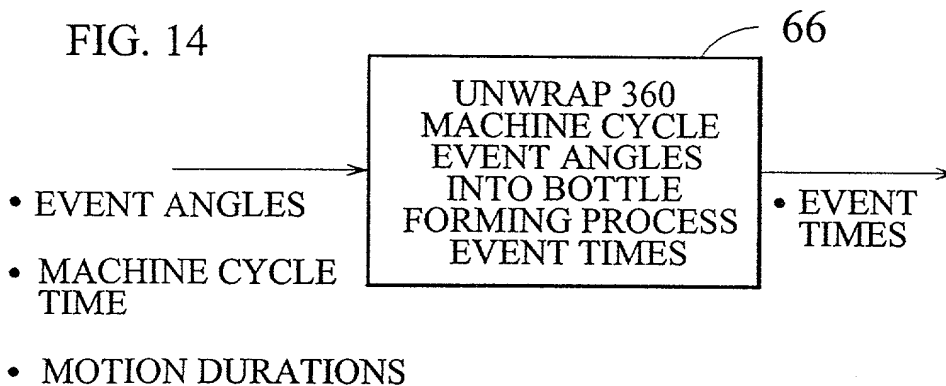 FIG. 14
66
UNWRAP 360
MACHINE CYCLE
EVENT ANGLES
INTO BOTTLE
FORMING PROCESS
EVENT TIMES
• EVENT ANGLES
• MACHINE CYCLE
TIME
• MOTION DURATIONS
• EVENT
TIMES